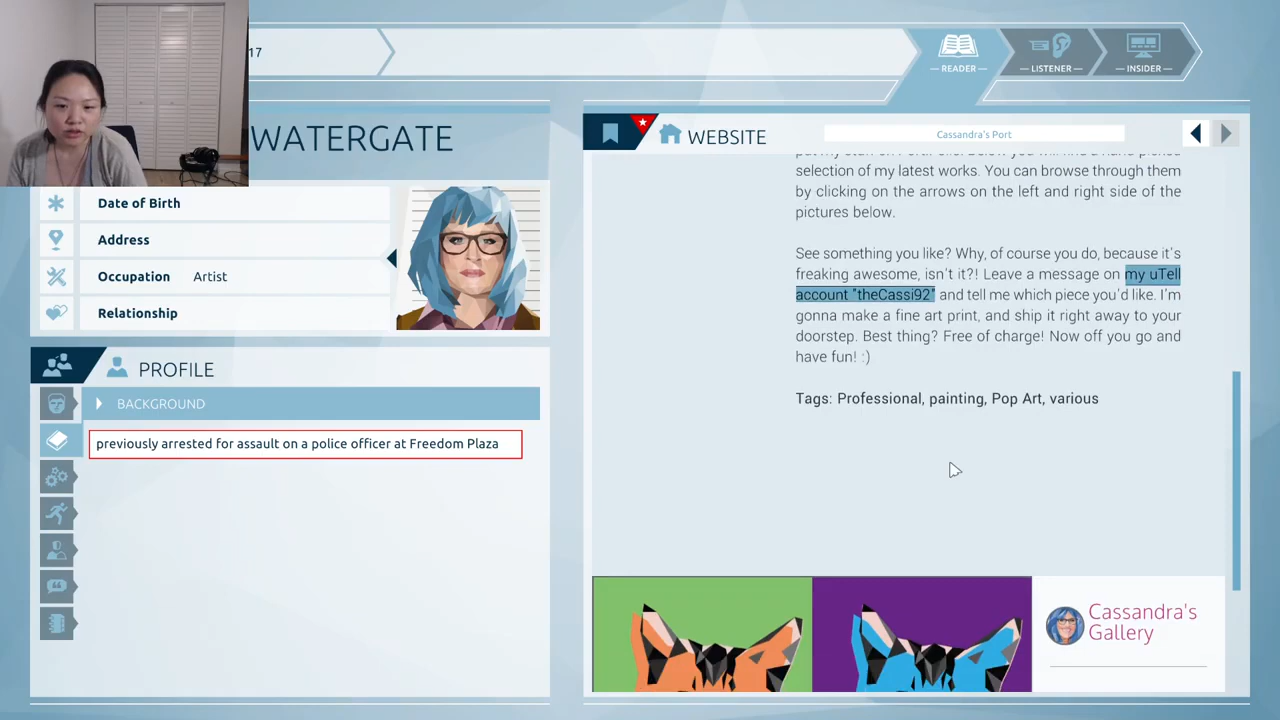 17
READER
LISTENER
INSIDER
WATERGATE
Date of Birth
Address
Occupation Artist
Relationship
PROFILE
BACKGROUND
previously arrested for assault on a police officer at Freedom Plaza
WEBSITE
Cassandra's Port
selection of my latest works. You can browse through them
by clicking on the arrows on the left and right side of the
pictures below.
See something you like? Why, of course you do, because it's
freaking awesome, isn't it?! Leave a message on my uTell
account "theCassi92" and tell me which piece you'd like. I'm
gonna make a fine art print, and ship it right away to your
doorstep. Best thing? Free of charge! Now off you go and
have fun! :)
Tags: Professional, painting, Pop Art, various
Cassandra's
Gallery